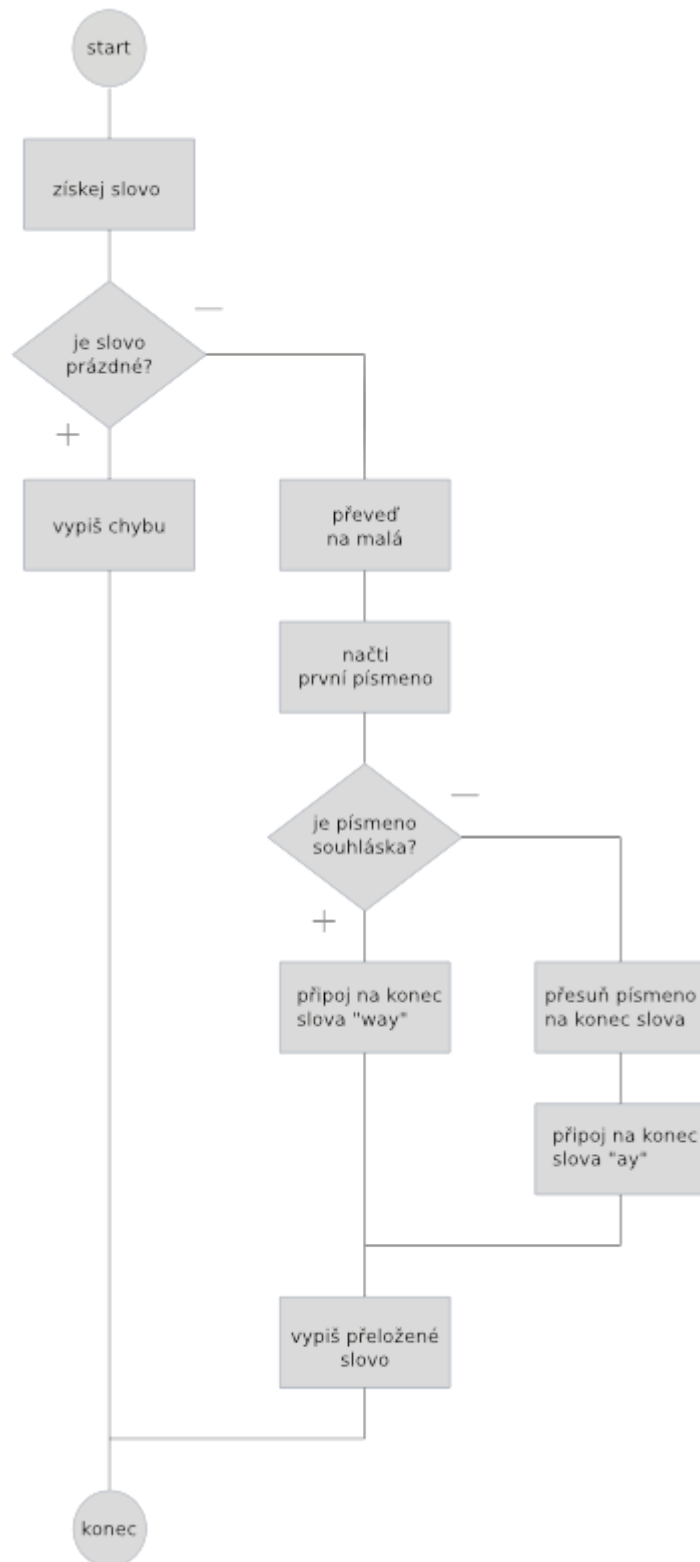 start
získej slovo
—
je slovo
prázdné?
+
vypiš chybu
převeď
na malá
načti
první písmeno
—
je písmeno
souhláska?
+
připoj na konec
slova "way"
přesuň písmeno
na konec slova
připoj na konec
slova "ay"
vypiš přeložené
slovo
konec